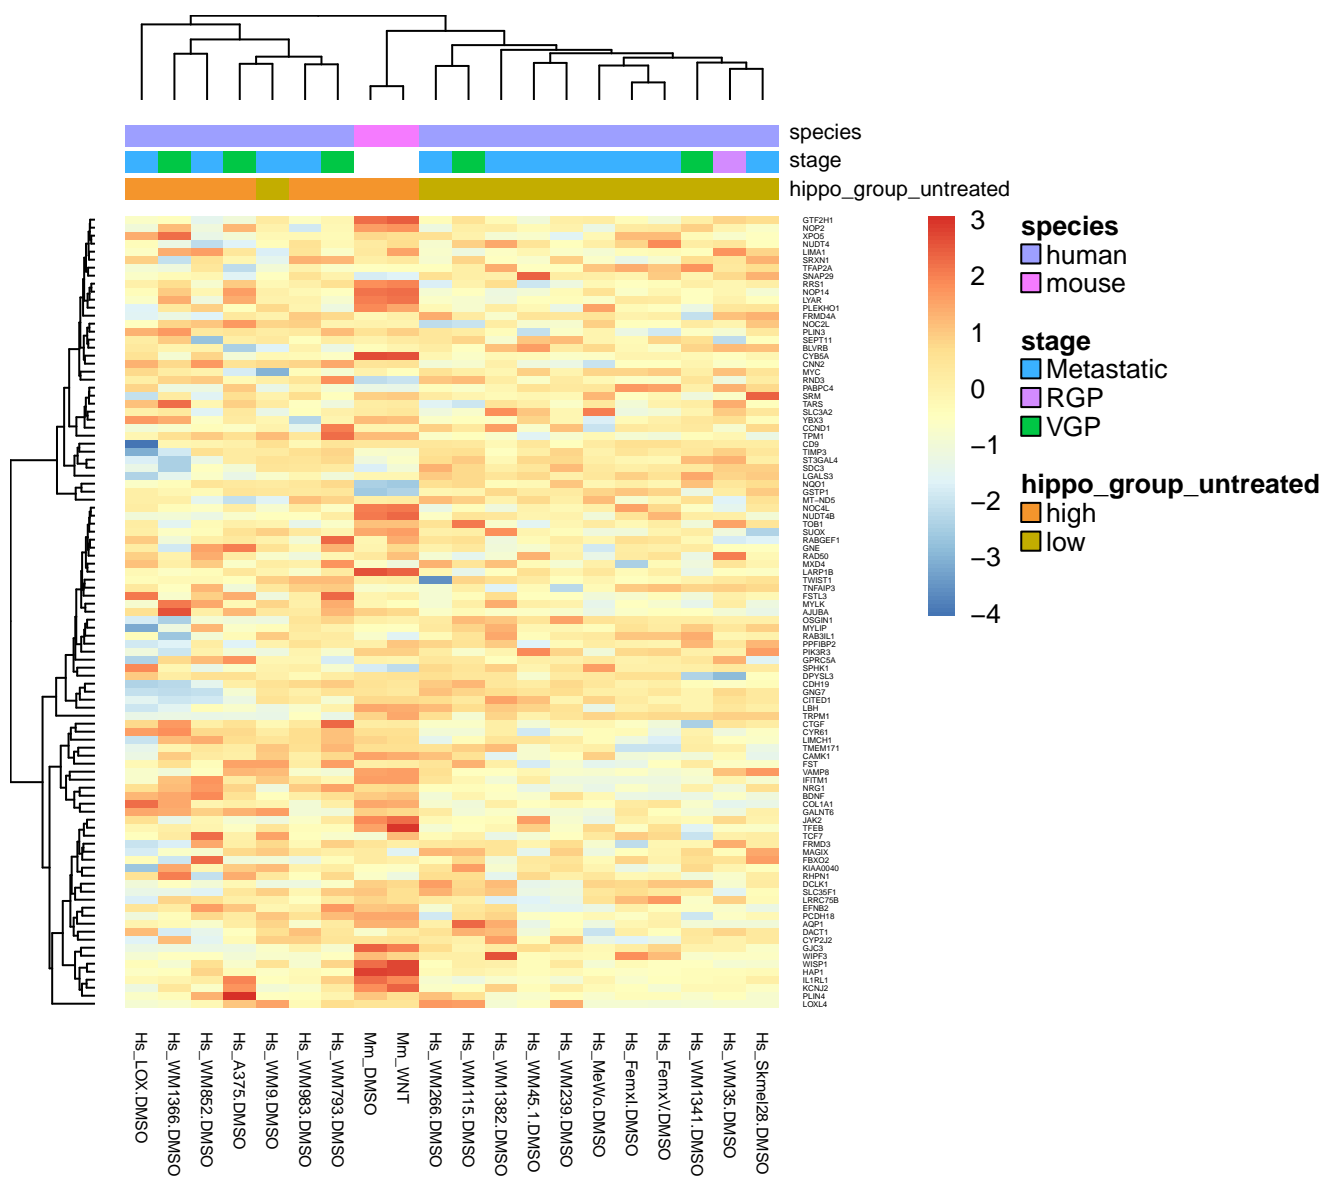 species
stage
hippo_group_untreated
GTF2H1
NOP2
XPO5
NUDT4
LIMA1
SRXN1
TFAP2A
SNAP29
RRS1
NOP14
LYAR
PLEKHO1
FRMD4A
NOC2L
PLIN3
SEPT11
BLVRB
CYB5A
CNN2
MYC
RND3
PABPC4
SRM
TARS
SLC3A2
YBX3
CCND1
TPM1
CD9
TIMP3
ST3GAL4
SDC3
LGALS3
NQO1
GSTP1
MT−ND5
NOC4L
NUDT4B
TOB1
SUOX
RABGEF1
GNE
RAD50
MXD4
LARP1B
TWIST1
TNFAIP3
FSTL3
MYLK
AJUBA
OSGIN1
MYLIP
RAB3IL1
PPFIBP2
PIK3R3
GPRC5A
SPHK1
DPYSL3
CDH19
GNG7
CITED1
LBH
TRPM1
CTGF
CYR61
LIMCH1
TMEM171
CAMK1
FST
VAMP8
IFITM1
NRG1
BDNF
COL1A1
GALNT6
JAK2
TFEB
TCF7
FRMD3
MAGIX
FBXO2
KIAA0040
RHPN1
DCLK1
SLC35F1
LRRC75B
EFNB2
PCDH18
AQP1
DACT1
CYP2J2
GJC3
WIPF3
WISP1
HAP1
IL1RL1
KCNJ2
PLIN4
LOXL4
Hs_LOX.DMSO
Hs_WM1366.DMSO
Hs_WM852.DMSO
Hs_A375.DMSO
Hs_WM9.DMSO
Hs_WM983.DMSO
Hs_WM793.DMSO
Mm_DMSO
Mm_WNT
Hs_WM266.DMSO
Hs_WM115.DMSO
Hs_WM1382.DMSO
Hs_WM45.1.DMSO
Hs_WM239.DMSO
Hs_MeWo.DMSO
Hs_FemxI.DMSO
Hs_FemxV.DMSO
Hs_WM1341.DMSO
Hs_WM35.DMSO
Hs_Skmel28.DMSO
3
2
1
0
−1
−2
−3
−4
species
human
mouse
stage
Metastatic
RGP
VGP
hippo_group_untreated
high
low